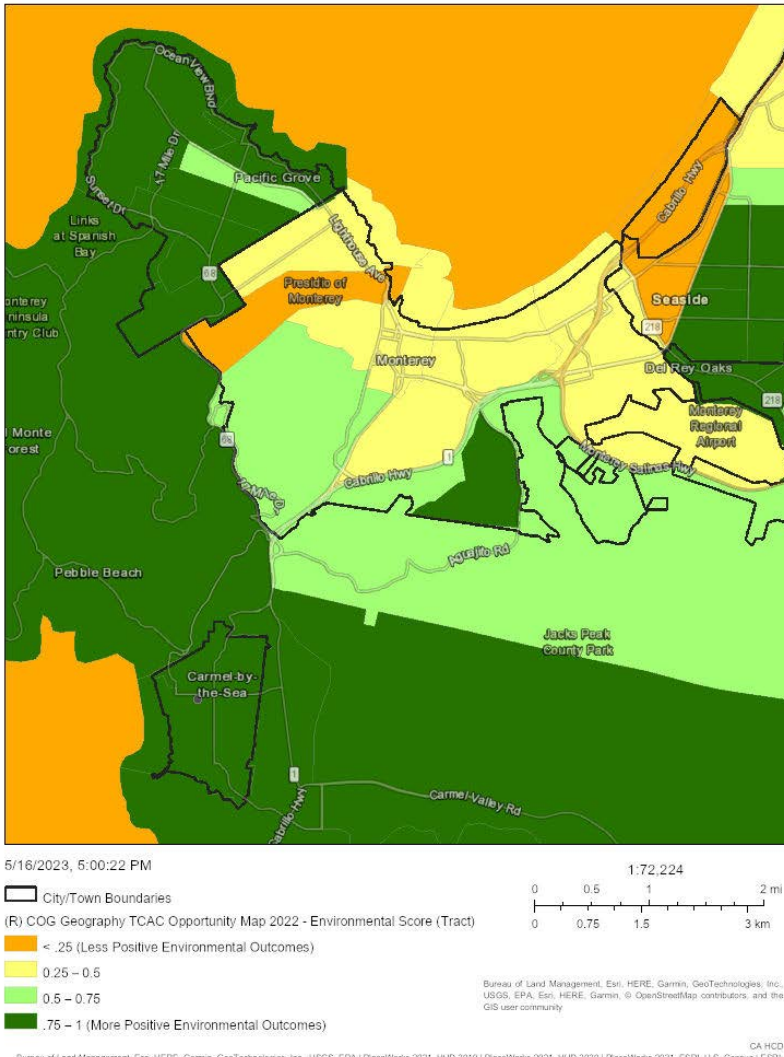 Ocean View Blvd
17 Mile Dr
Pacific Grove
Sunset Dr
Links
at Spanish
Bay
Lighthouse Ave
68
Presidio of
Monterey
Cabrillo Hwy
Seaside
218
Monterey
Del Rey Oaks
218
Monterey
Regional
Airport
Monterey Salinas Hwy
68
1
Cabrillo Hwy
Aguajito Rd
Pebble Beach
Jacks Peak
County Park
Carmel-by-
the-Sea
1
Cabrillo Hwy
Carmel Valley Rd
5/16/2023, 5:00:22 PM
City/Town Boundaries
(R) COG Geography TCAC Opportunity Map 2022 - Environmental Score (Tract)
< .25 (Less Positive Environmental Outcomes)
0.25 – 0.5
0.5 – 0.75
.75 – 1 (More Positive Environmental Outcomes)
1:72,224
0 0.5 1 2 mi
0 0.75 1.5 3 km
Bureau of Land Management, Esri, HERE, Garmin, GeoTechnologies, Inc.,
USGS, EPA, Esri, HERE, Garmin, © OpenStreetMap contributors, and the
GIS user community
CA HCD